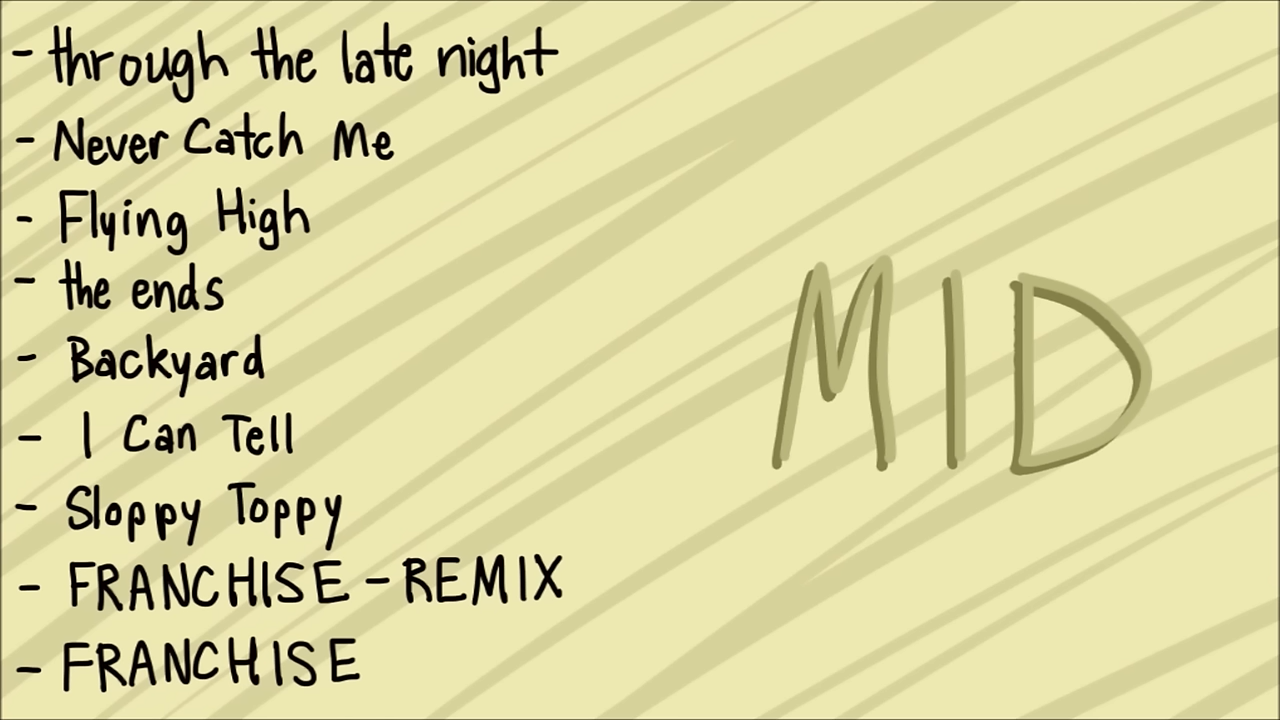 - through the late night
- Never Catch Me
- Flying High
- the ends
- Backyard
- I Can Tell
- Sloppy Toppy
- FRANCHISE - REMIX
- FRANCHISE
MID